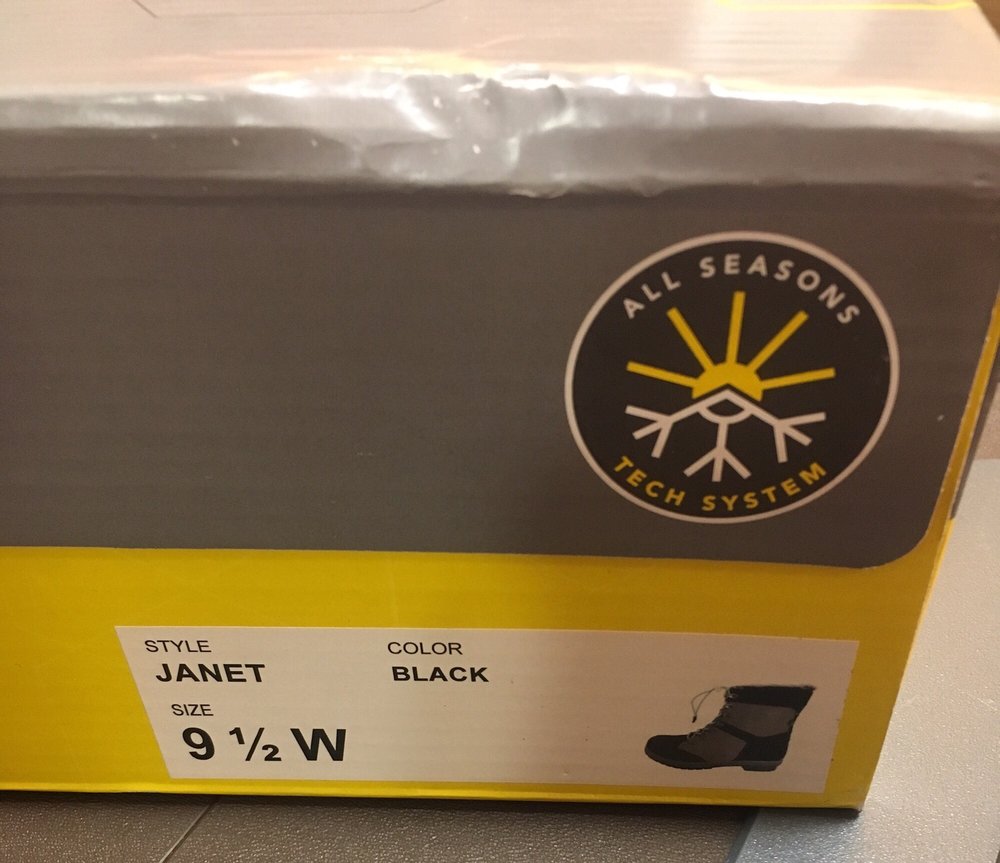 ALL SEASONS
TECH SYSTEM
STYLE COLOR
JANET BLACK
SIZE
9 ½ W